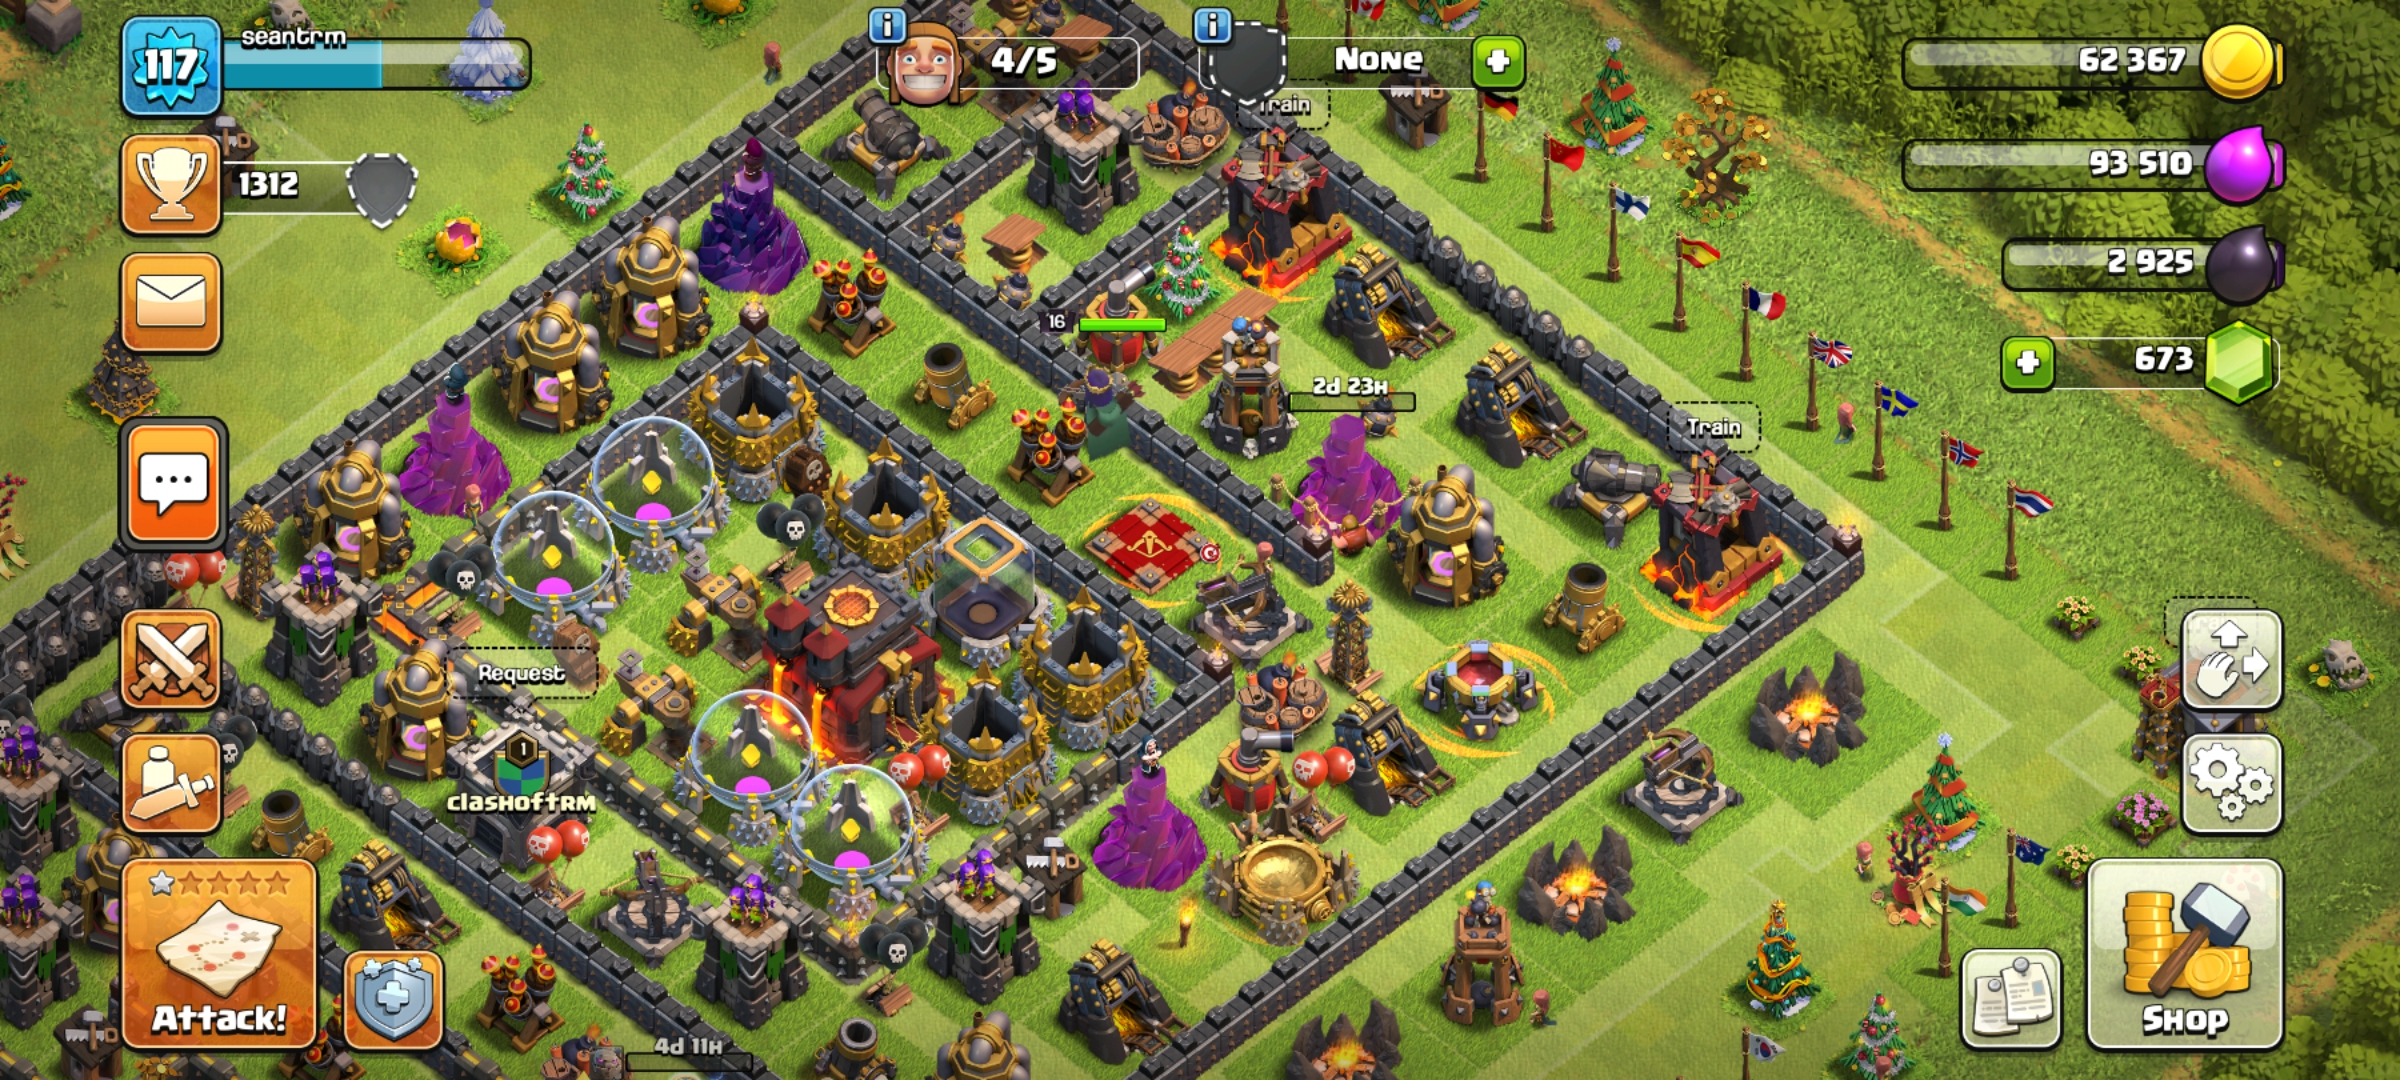 117
seantrm
4/5
None
62 367
Train
1312
93 510
2 925
16
673
2d 23H
Train
Request
1
clashoftrm
Attack!
4d 11H
Shop